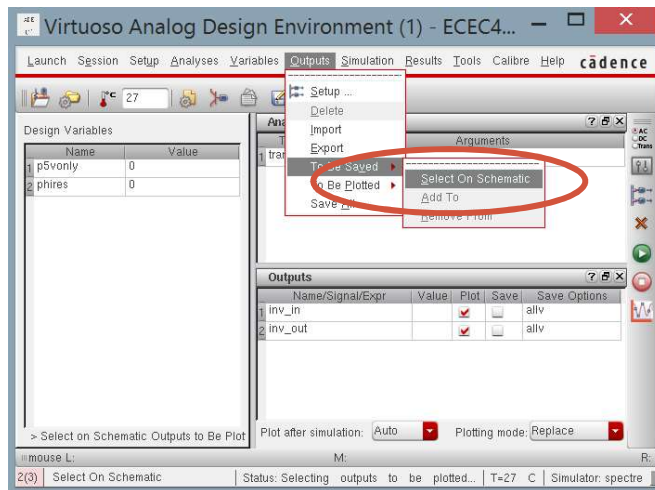 Virtuoso Analog Design Environment (1) - ECEC4...
Launch Session Setup Analyses Variables Outputs Simulation Results Tools Calibre Help cādence
27
Design Variables
Name Value
1 p5vonly 0
2 phires 0
> Select on Schematic Outputs to Be Plot
Setup ...
Delete
Import
Export
To Be Saved
To Be Plotted
Save All
Arguments
1 tran
Select On Schematic
Add To
Remove From
AC
DC
Trans
Outputs
Name/Signal/Expr Value Plot Save Save Options
1 inv_in allv
2 inv_out allv
Plot after simulation: Auto Plotting mode: Replace
mouse L: M: R:
2(3) Select On Schematic Status: Selecting outputs to be plotted... T=27 C Simulator: spectre